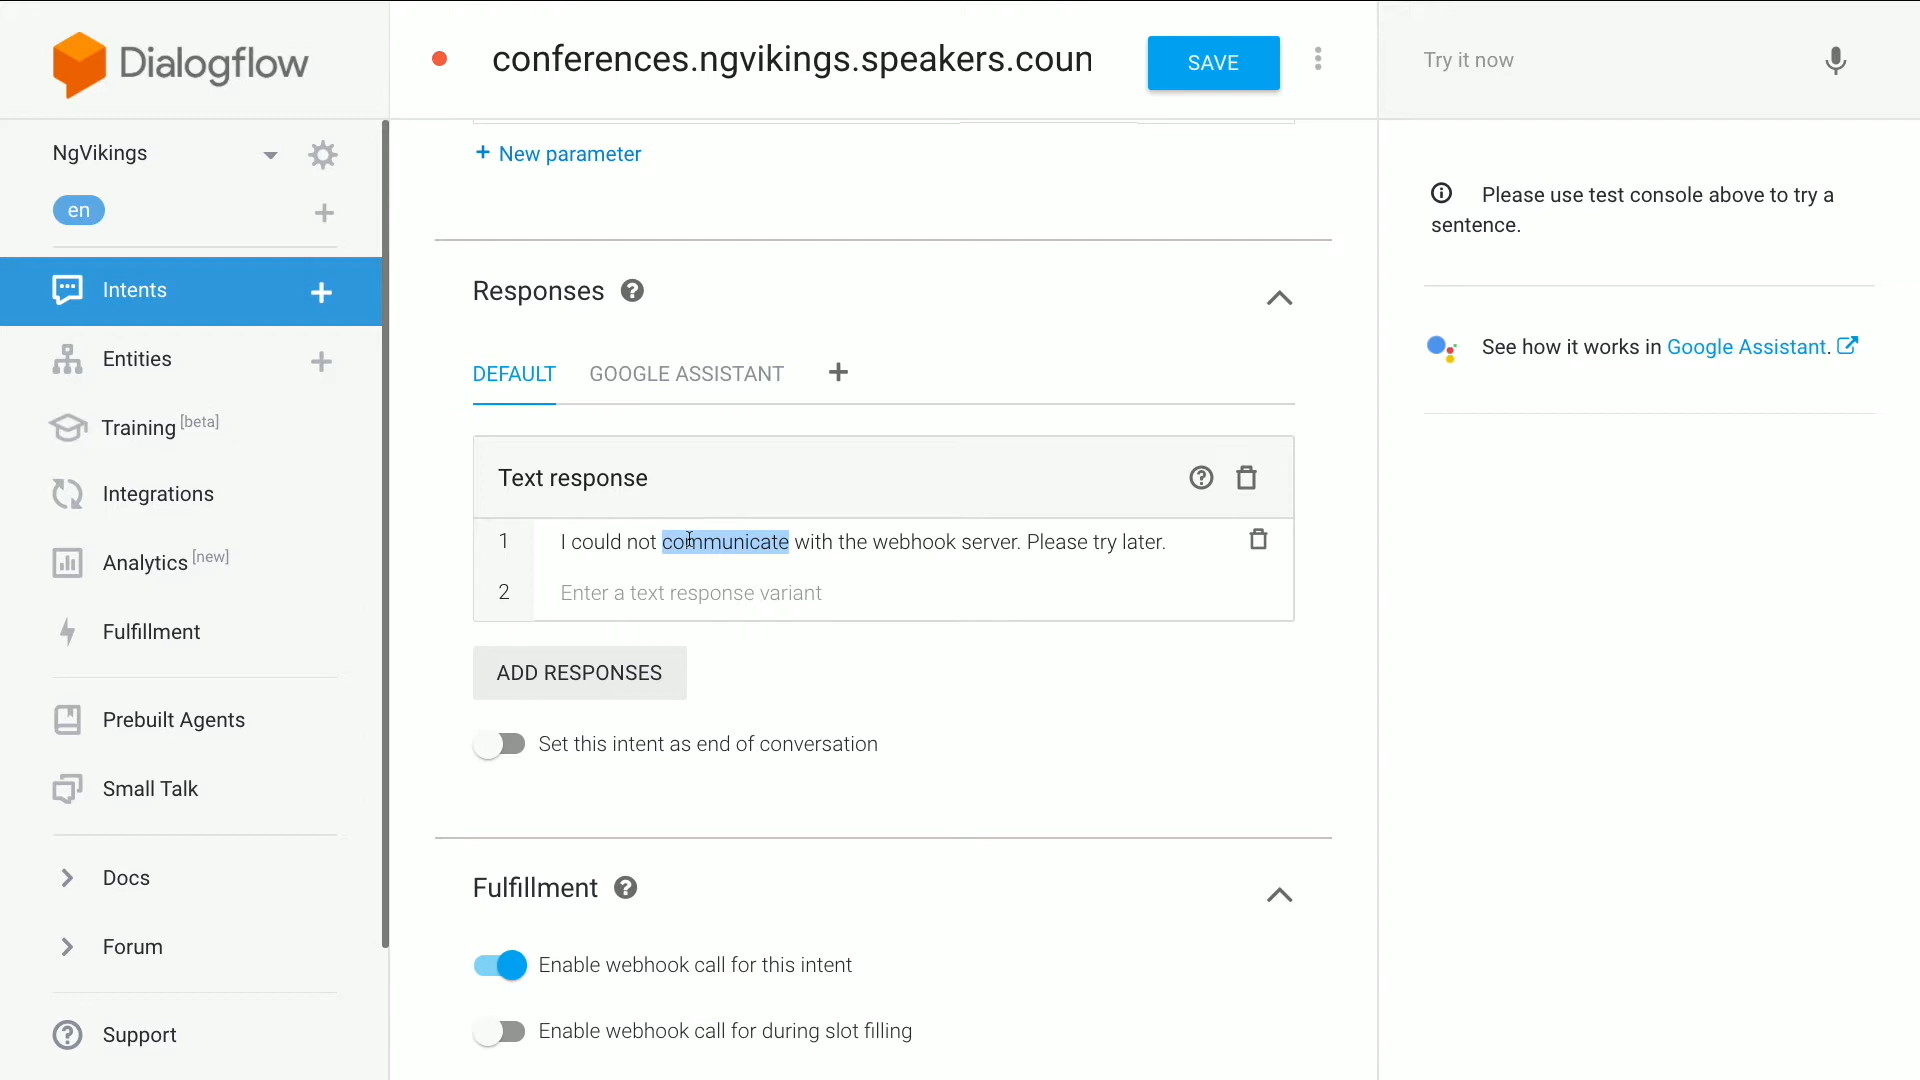 Dialogflow
conferences.ngvikings.speakers.coun
SAVE
Try it now
NgVikings
en
Intents
Entities
Training [beta]
Integrations
Analytics [new]
Fulfillment
Prebuilt Agents
Small Talk
Docs
Forum
Support
+ New parameter
Responses
DEFAULT
GOOGLE ASSISTANT
Text response
1 I could not communicate with the webhook server. Please try later.
2 Enter a text response variant
ADD RESPONSES
Set this intent as end of conversation
Fulfillment
Enable webhook call for this intent
Enable webhook call for during slot filling
Please use test console above to try a
sentence.
See how it works in Google Assistant.